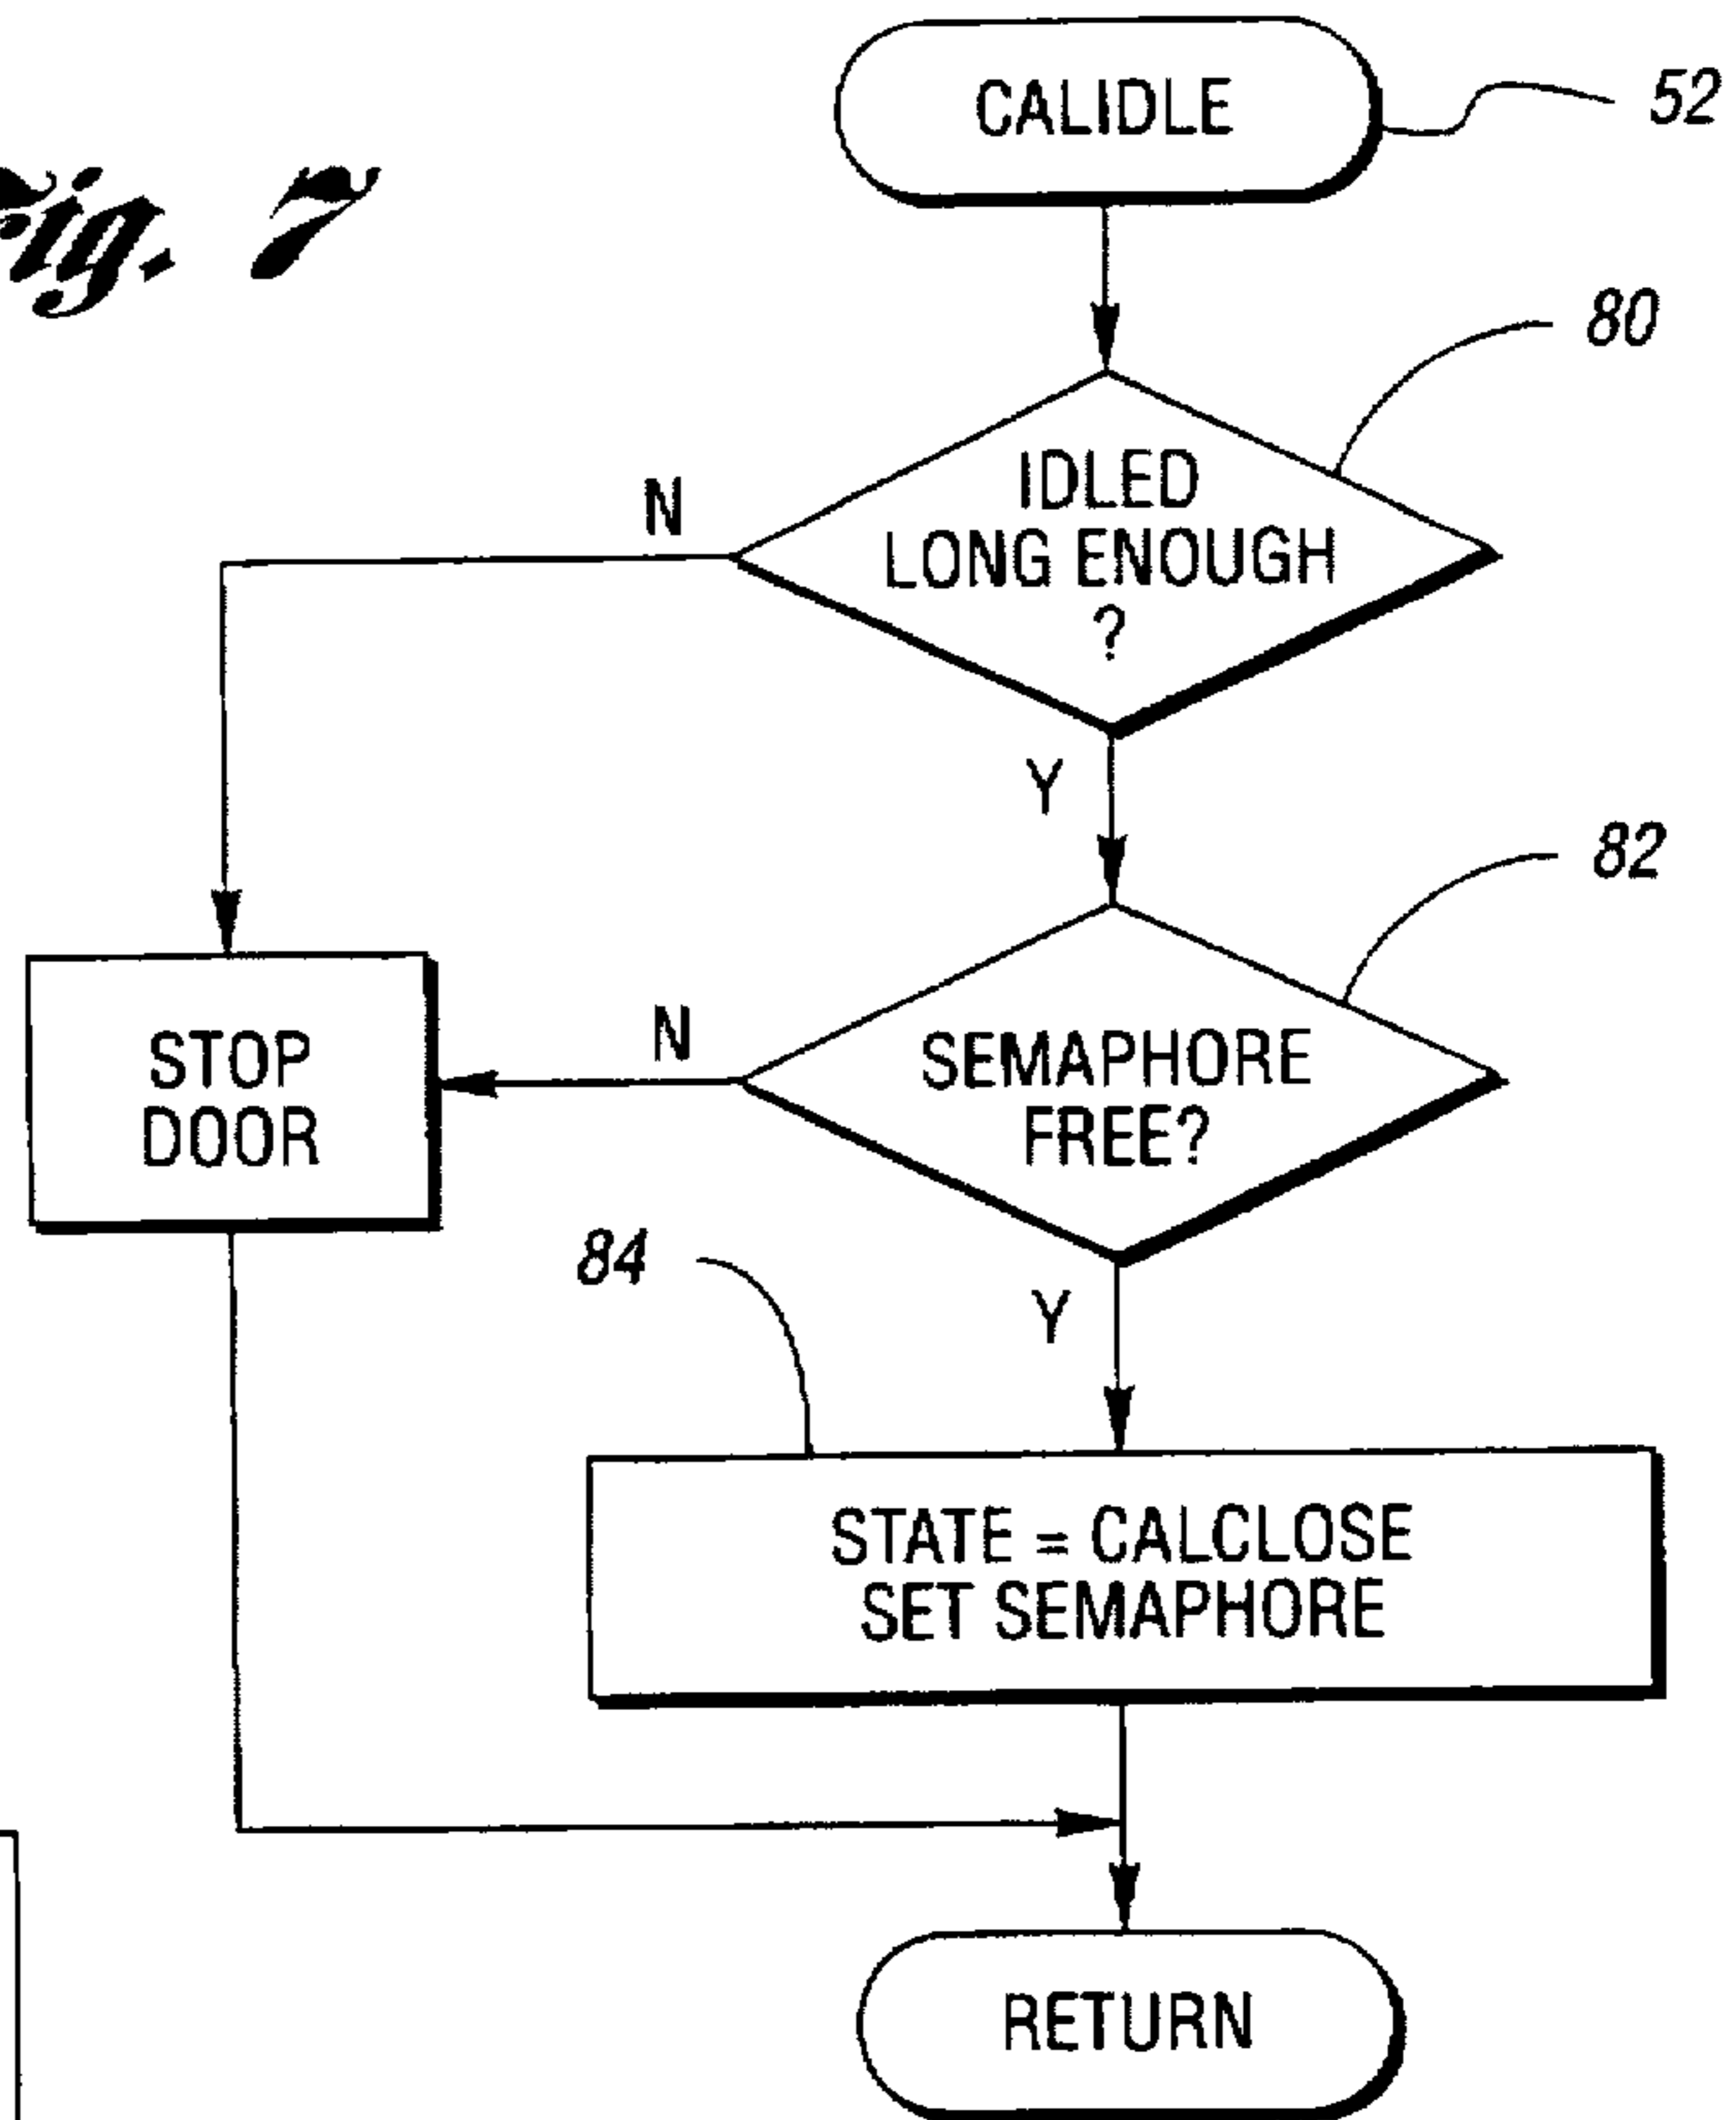 Fig. 7
CALIDLE
52
80
IDLED
LONG ENOUGH
?
N
Y
82
SEMAPHORE
FREE?
N
STOP
DOOR
84
Y
STATE = CALCLOSE
SET SEMAPHORE
RETURN